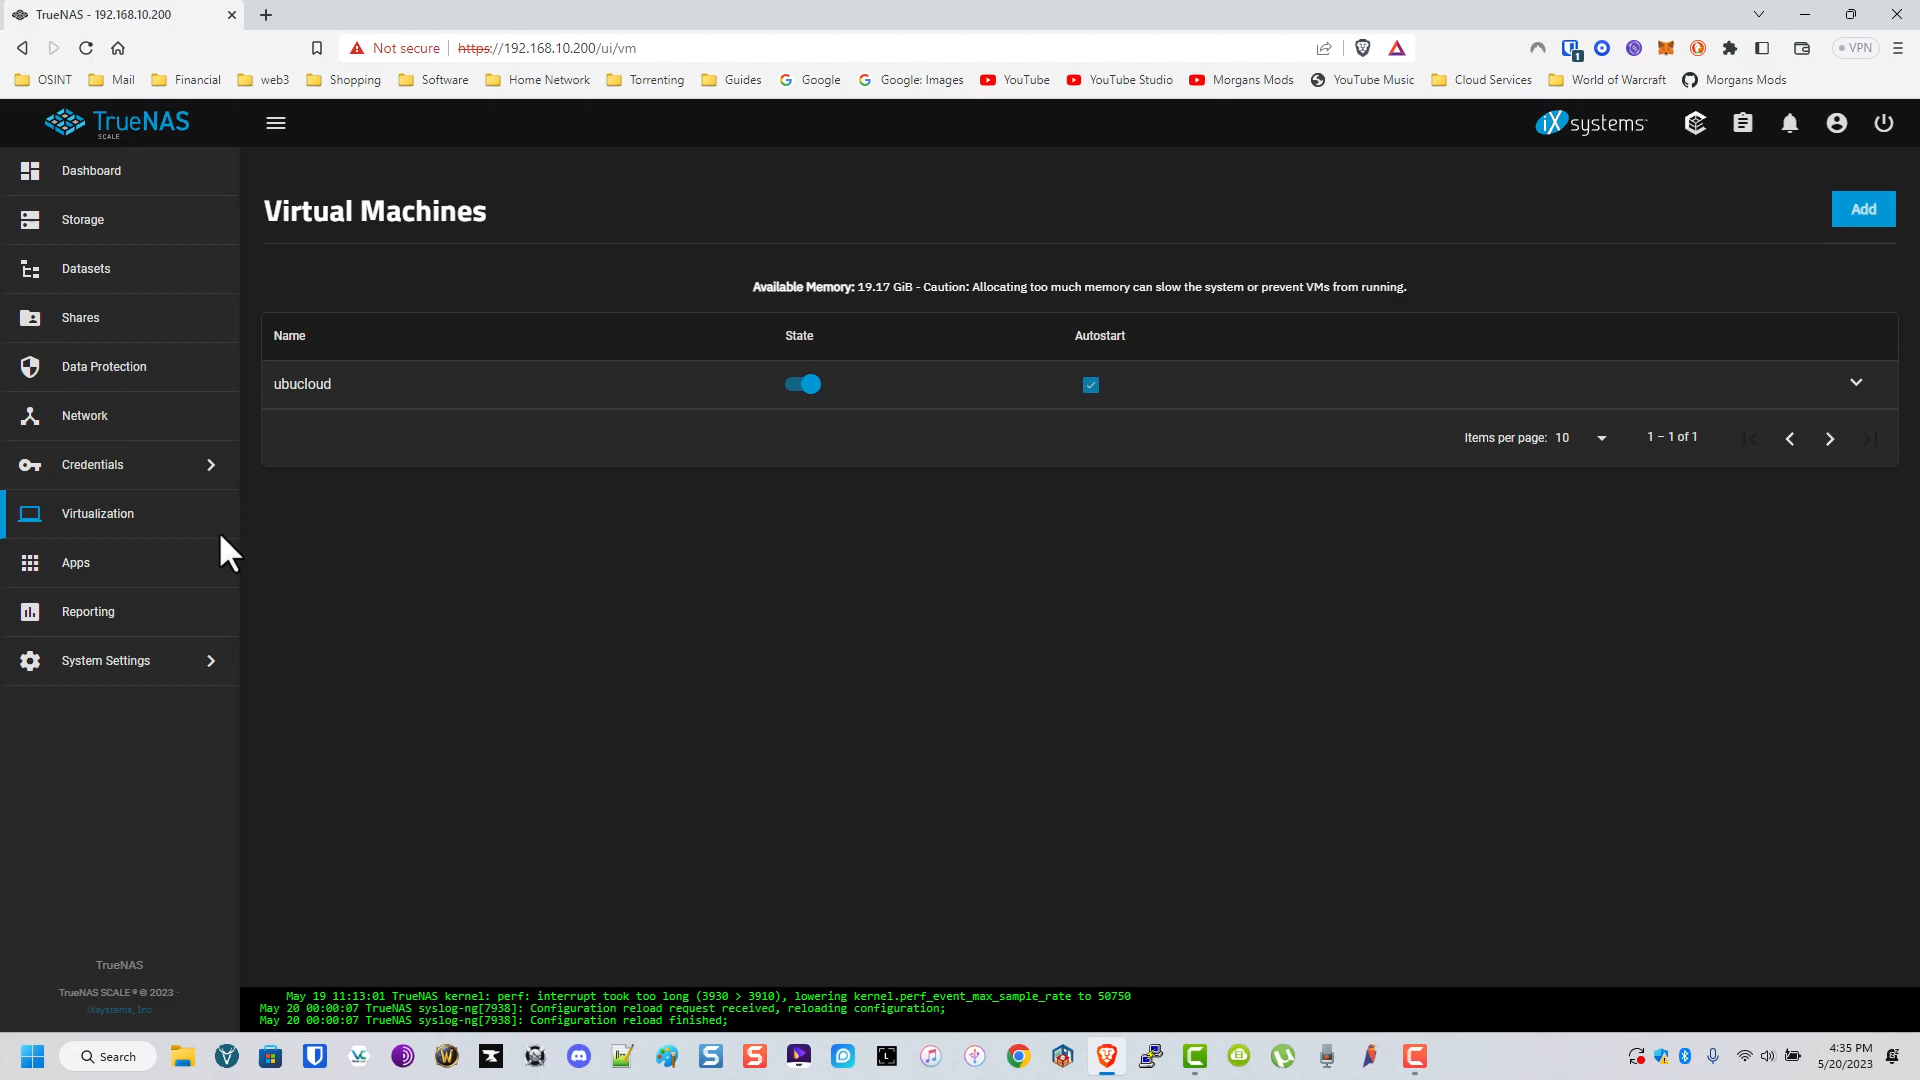 TrueNAS - 192.168.10.200
Not secure https://192.168.10.200/ui/vm
1
VPN
OSINT Mail Financial web3 Shopping Software Home Network Torrenting Guides Google Google: Images YouTube YouTube Studio Morgans Mods YouTube Music Cloud Services World of Warcraft Morgans Mods
TrueNAS
SCALE
iX systems
Dashboard
Storage
Datasets
Shares
Data Protection
Network
Credentials
Virtualization
Apps
Reporting
System Settings
Virtual Machines
Add
Available Memory: 19.17 GiB - Caution: Allocating too much memory can slow the system or prevent VMs from running.
Name State Autostart
ubucloud
Items per page: 10 1 – 1 of 1
TrueNAS
TrueNAS SCALE ® © 2023 -
iXsystems, Inc
May 19 11:13:01 TrueNAS kernel: perf: interrupt took too long (3930 > 3910), lowering kernel.perf_event_max_sample_rate to 50750
May 20 00:00:07 TrueNAS syslog-ng[7938]: Configuration reload request received, reloading configuration;
May 20 00:00:07 TrueNAS syslog-ng[7938]: Configuration reload finished;
Search
4:35 PM
5/20/2023